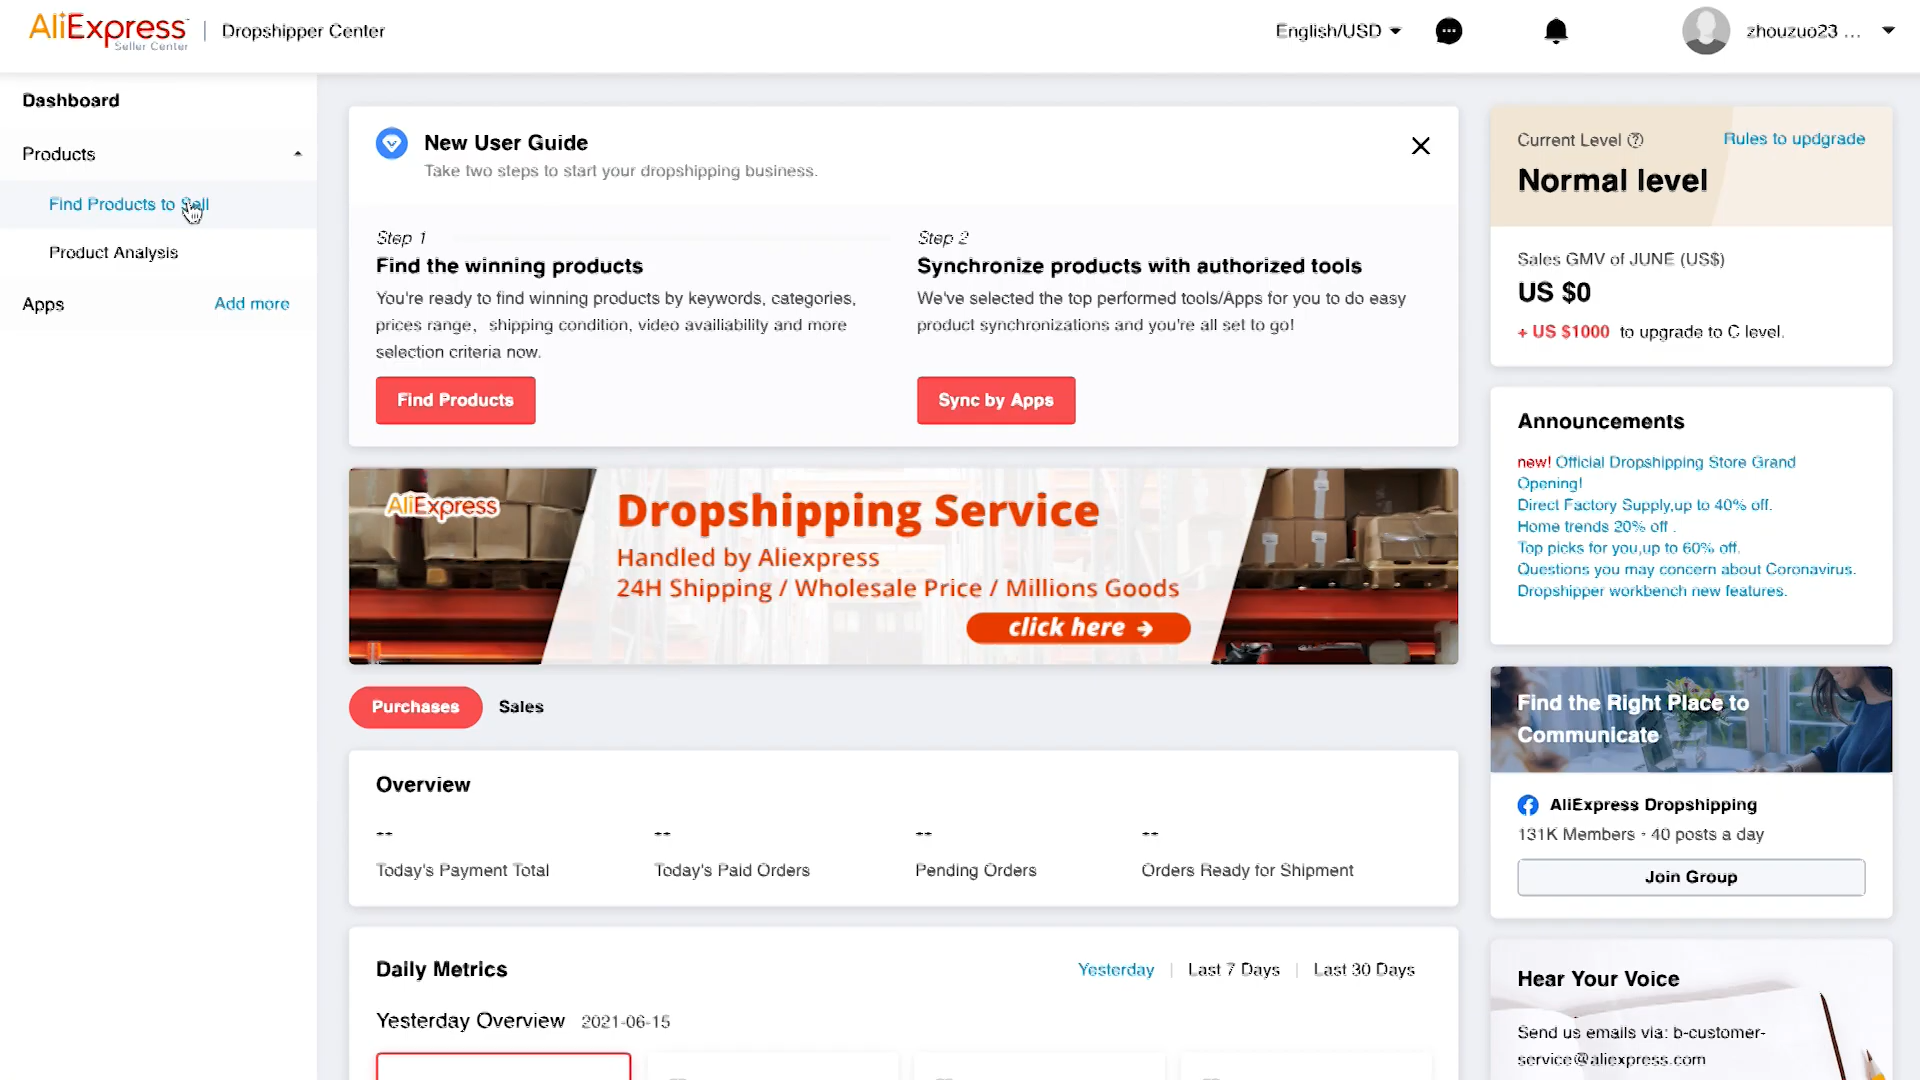 AliExpress
Seller Center
Dropshipper Center
English/USD
zhouzuo23 ...
Dashboard
Products
Find Products to Sell
Product Analysis
Apps
Add more
New User Guide
Take two steps to start your dropshipping business.
Step 1
Find the winning products
You're ready to find winning products by keywords, categories,
prices range, shipping condition, video availiability and more
selection criteria now.
Find Products
Step 2
Synchronize products with authorized tools
We've selected the top performed tools/Apps for you to do easy
product synchronizations and you're all set to go!
Sync by Apps
AliExpress
Dropshipping Service
Handled by Aliexpress
24H Shipping / Wholesale Price / Millions Goods
click here →
Purchases
Sales
Overview
--
--
--
--
Today's Payment Total
Today's Paid Orders
Pending Orders
Orders Ready for Shipment
Daily Metrics
Yesterday | Last 7 Days | Last 30 Days
Yesterday Overview 2021-06-15
Current Level
Rules to updgrade
Normal level
Sales GMV of JUNE (US$)
US $0
+ US $1000 to upgrade to C level.
Announcements
new! Official Dropshipping Store Grand
Opening!
Direct Factory Supply,up to 40% off.
Home trends 20% off .
Top picks for you,up to 60% off.
Questions you may concern about Coronavirus.
Dropshipper workbench new features.
Find the Right Place to
Communicate
AliExpress Dropshipping
131K Members - 40 posts a day
Join Group
Hear Your Voice
Send us emails via: b-customer-
service@aliexpress.com